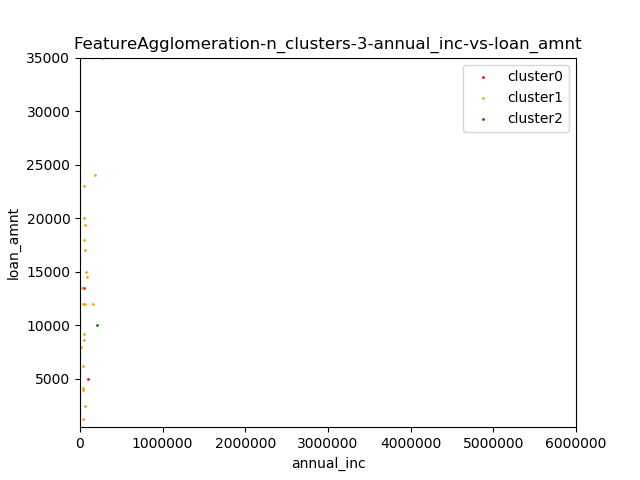 FeatureAgglomeration-n_clusters-3-annual_inc-vs-loan_amnt
35000
30000
25000
20000
15000
10000
5000
loan_amnt
cluster0
cluster1
cluster2
0 1000000 2000000 3000000 4000000 5000000 6000000
annual_inc